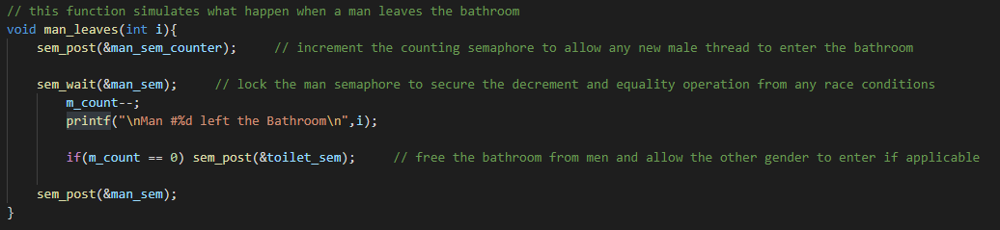 // this function simulates what happen when a man leaves the bathroom
void man_leaves(int i){
    sem_post(&man_sem_counter);     // increment the counting semaphore to allow any new male thread to enter the bathroom
    sem_wait(&man_sem);     // lock the man semaphore to secure the decrement and equality operation from any race conditions
        m_count--;
        printf("\nMan #%d left the Bathroom\n",i);
        if(m_count == 0) sem_post(&toilet_sem);     // free the bathroom from men and allow the other gender to enter if applicable
    sem_post(&man_sem);
}